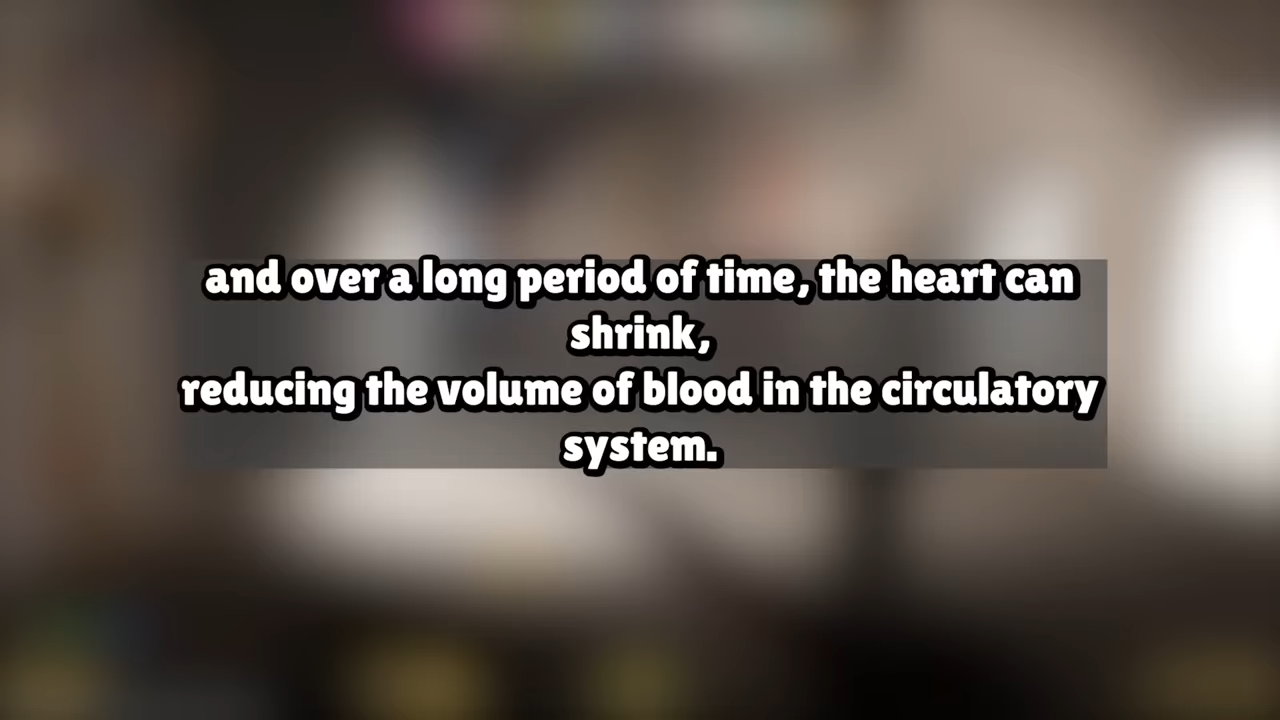 and over a long period of time, the heart can
shrink,
reducing the volume of blood in the circulatory
system.